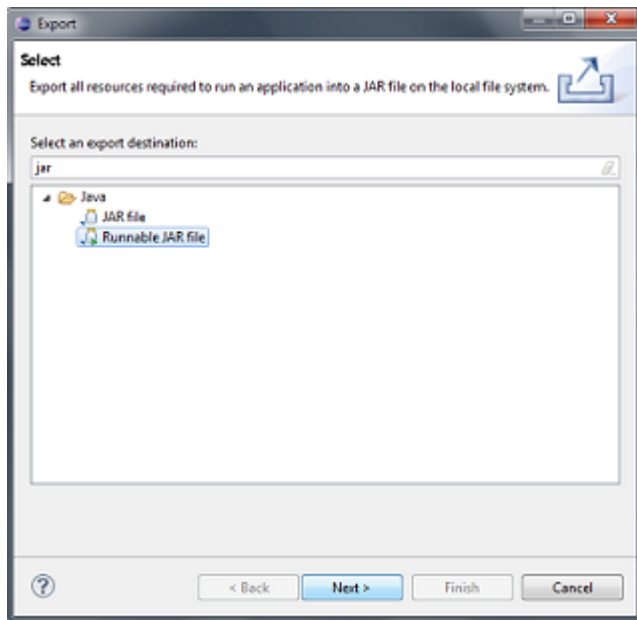 Export
Select
Export all resources required to run an application into a JAR file on the local file system.
Select an export destination:
jar
Java
JAR file
Runnable JAR file
?
< Back Next > Finish Cancel